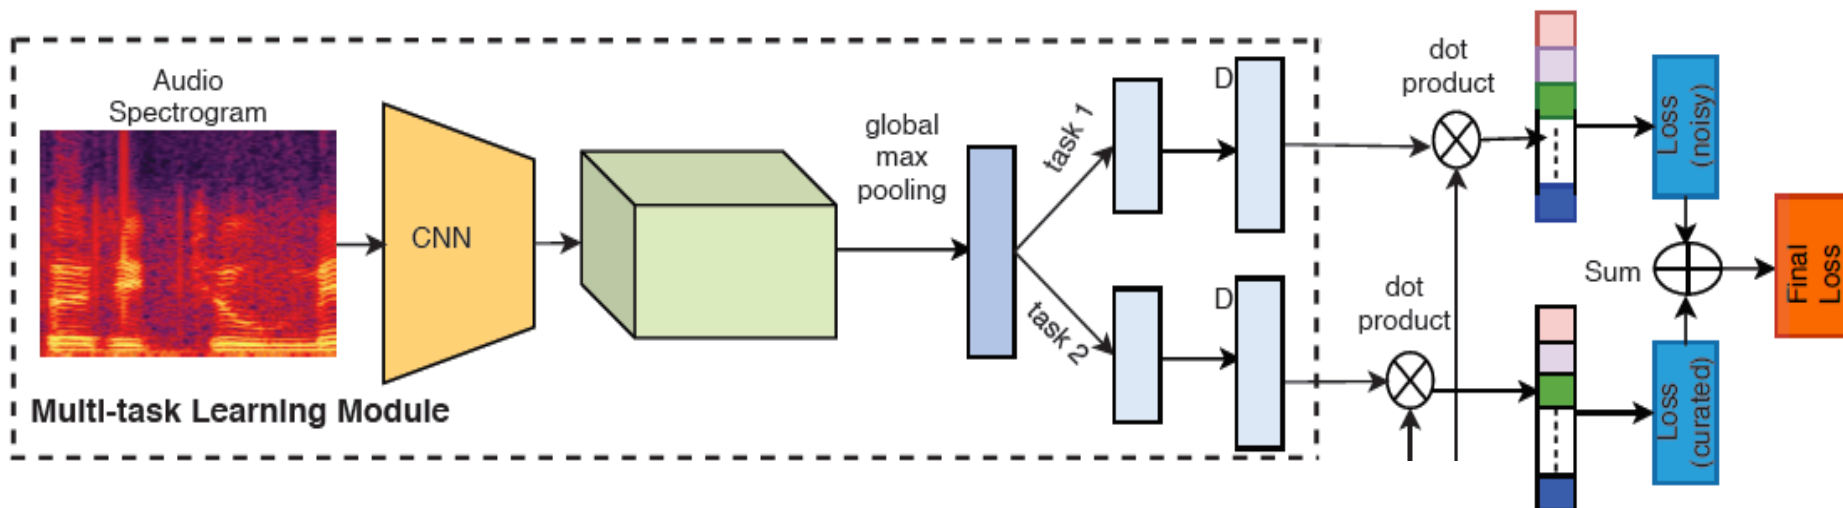 Audio
Spectrogram
CNN
global
max
pooling
task 1
task 2
D
D
Multi-task Learning Module
dot
product
dot
product
Loss
(noisy)
Sum
Loss
(curated)
Final
Loss